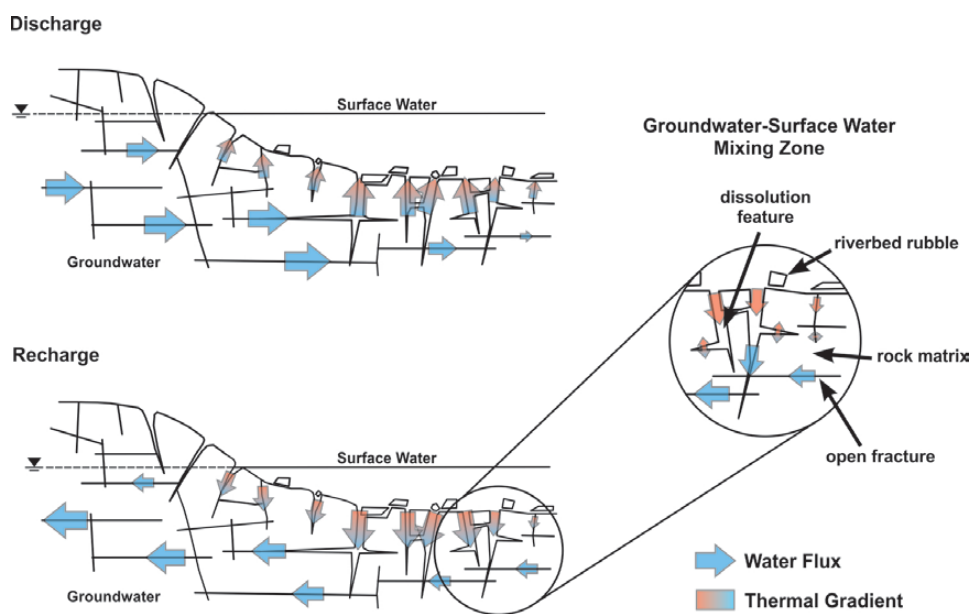 Discharge
Surface Water
Groundwater
Groundwater-Surface Water
Mixing Zone
dissolution
feature
riverbed rubble
rock matrix
open fracture
Recharge
Surface Water
Groundwater
Water Flux
Thermal Gradient